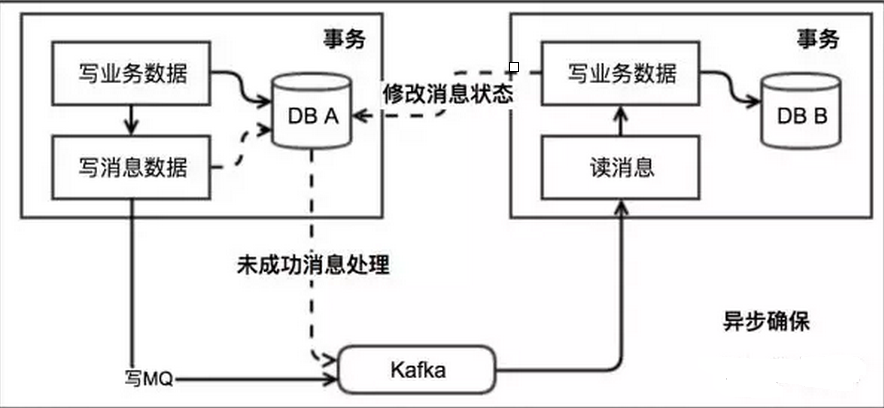 事务
写业务数据
DB A
写消息数据
修改消息状态
事务
写业务数据
DB B
读消息
未成功消息处理
异步确保
写MQ
Kafka